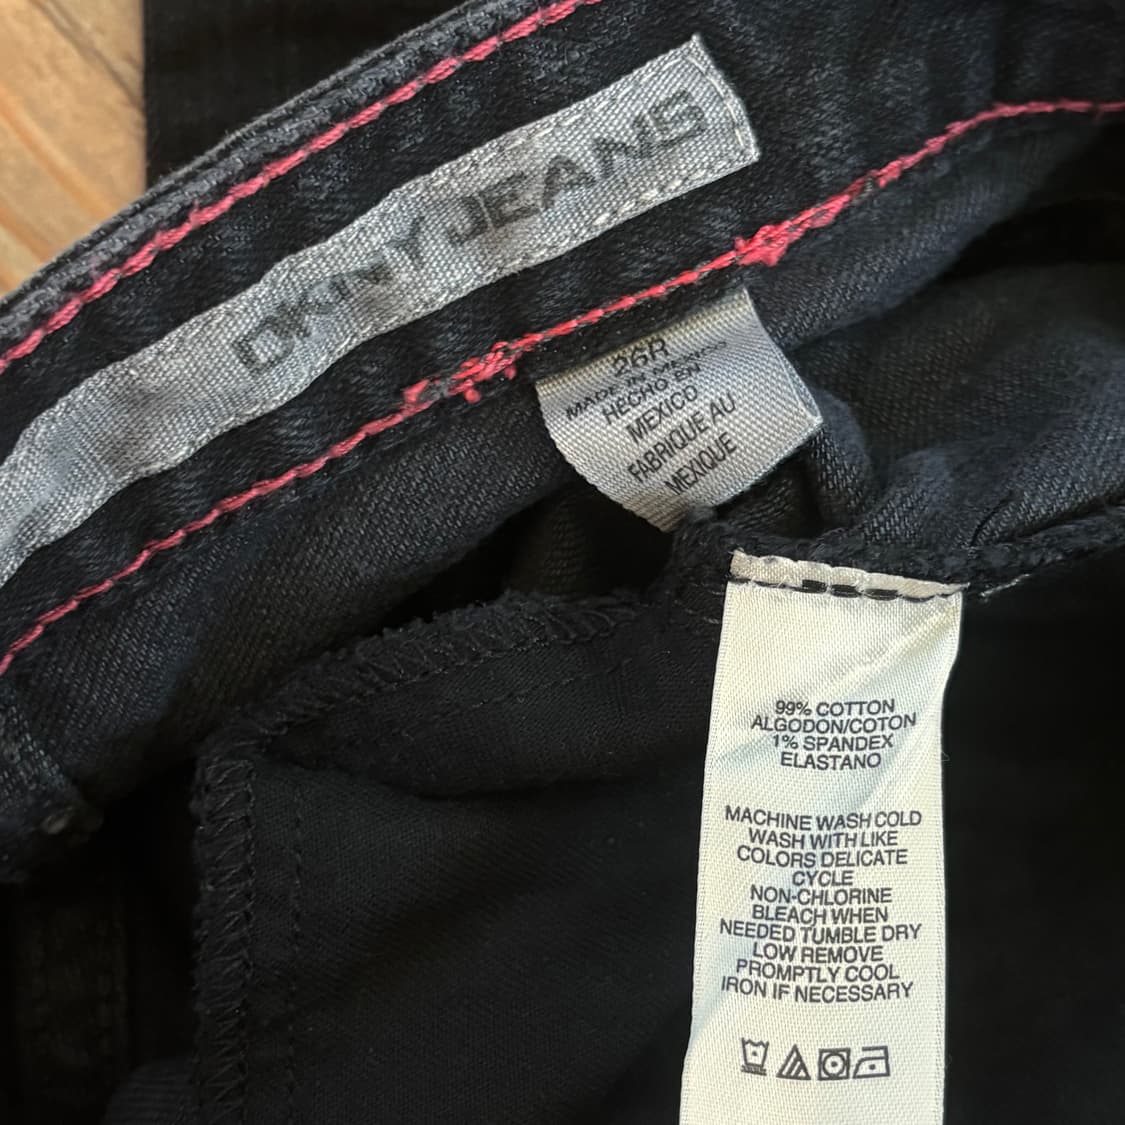 DKNY JEANS
26R
MADE IN MEXICO
HECHO EN
MEXICO
FABRIQUE AU
MEXIQUE
99% COTTON
ALGODON/COTON
1% SPANDEX
ELASTANO
MACHINE WASH COLD
WASH WITH LIKE
COLORS DELICATE
CYCLE
NON-CHLORINE
BLEACH WHEN
NEEDED TUMBLE DRY
LOW REMOVE
PROMPTLY COOL
IRON IF NECESSARY